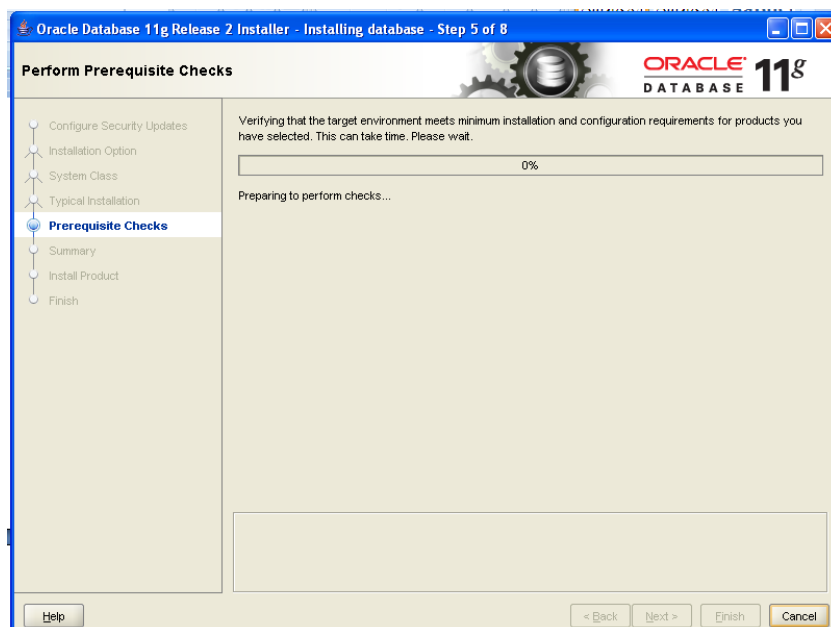 Oracle Database 11g Release 2 Installer - Installing database - Step 5 of 8
Perform Prerequisite Checks
ORACLE
DATABASE
11g
Configure Security Updates
Installation Option
System Class
Typical Installation
Prerequisite Checks
Summary
Install Product
Finish
Verifying that the target environment meets minimum installation and configuration requirements for products you
have selected. This can take time. Please wait.
0%
Preparing to perform checks...
Help
< Back
Next >
Finish
Cancel